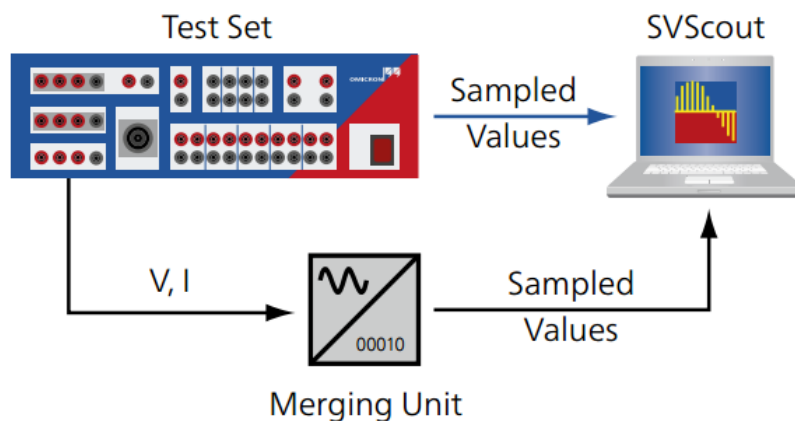 Test Set
SVScout
OMICRON
Sampled
Values
V, I
00010
Sampled
Values
Merging Unit